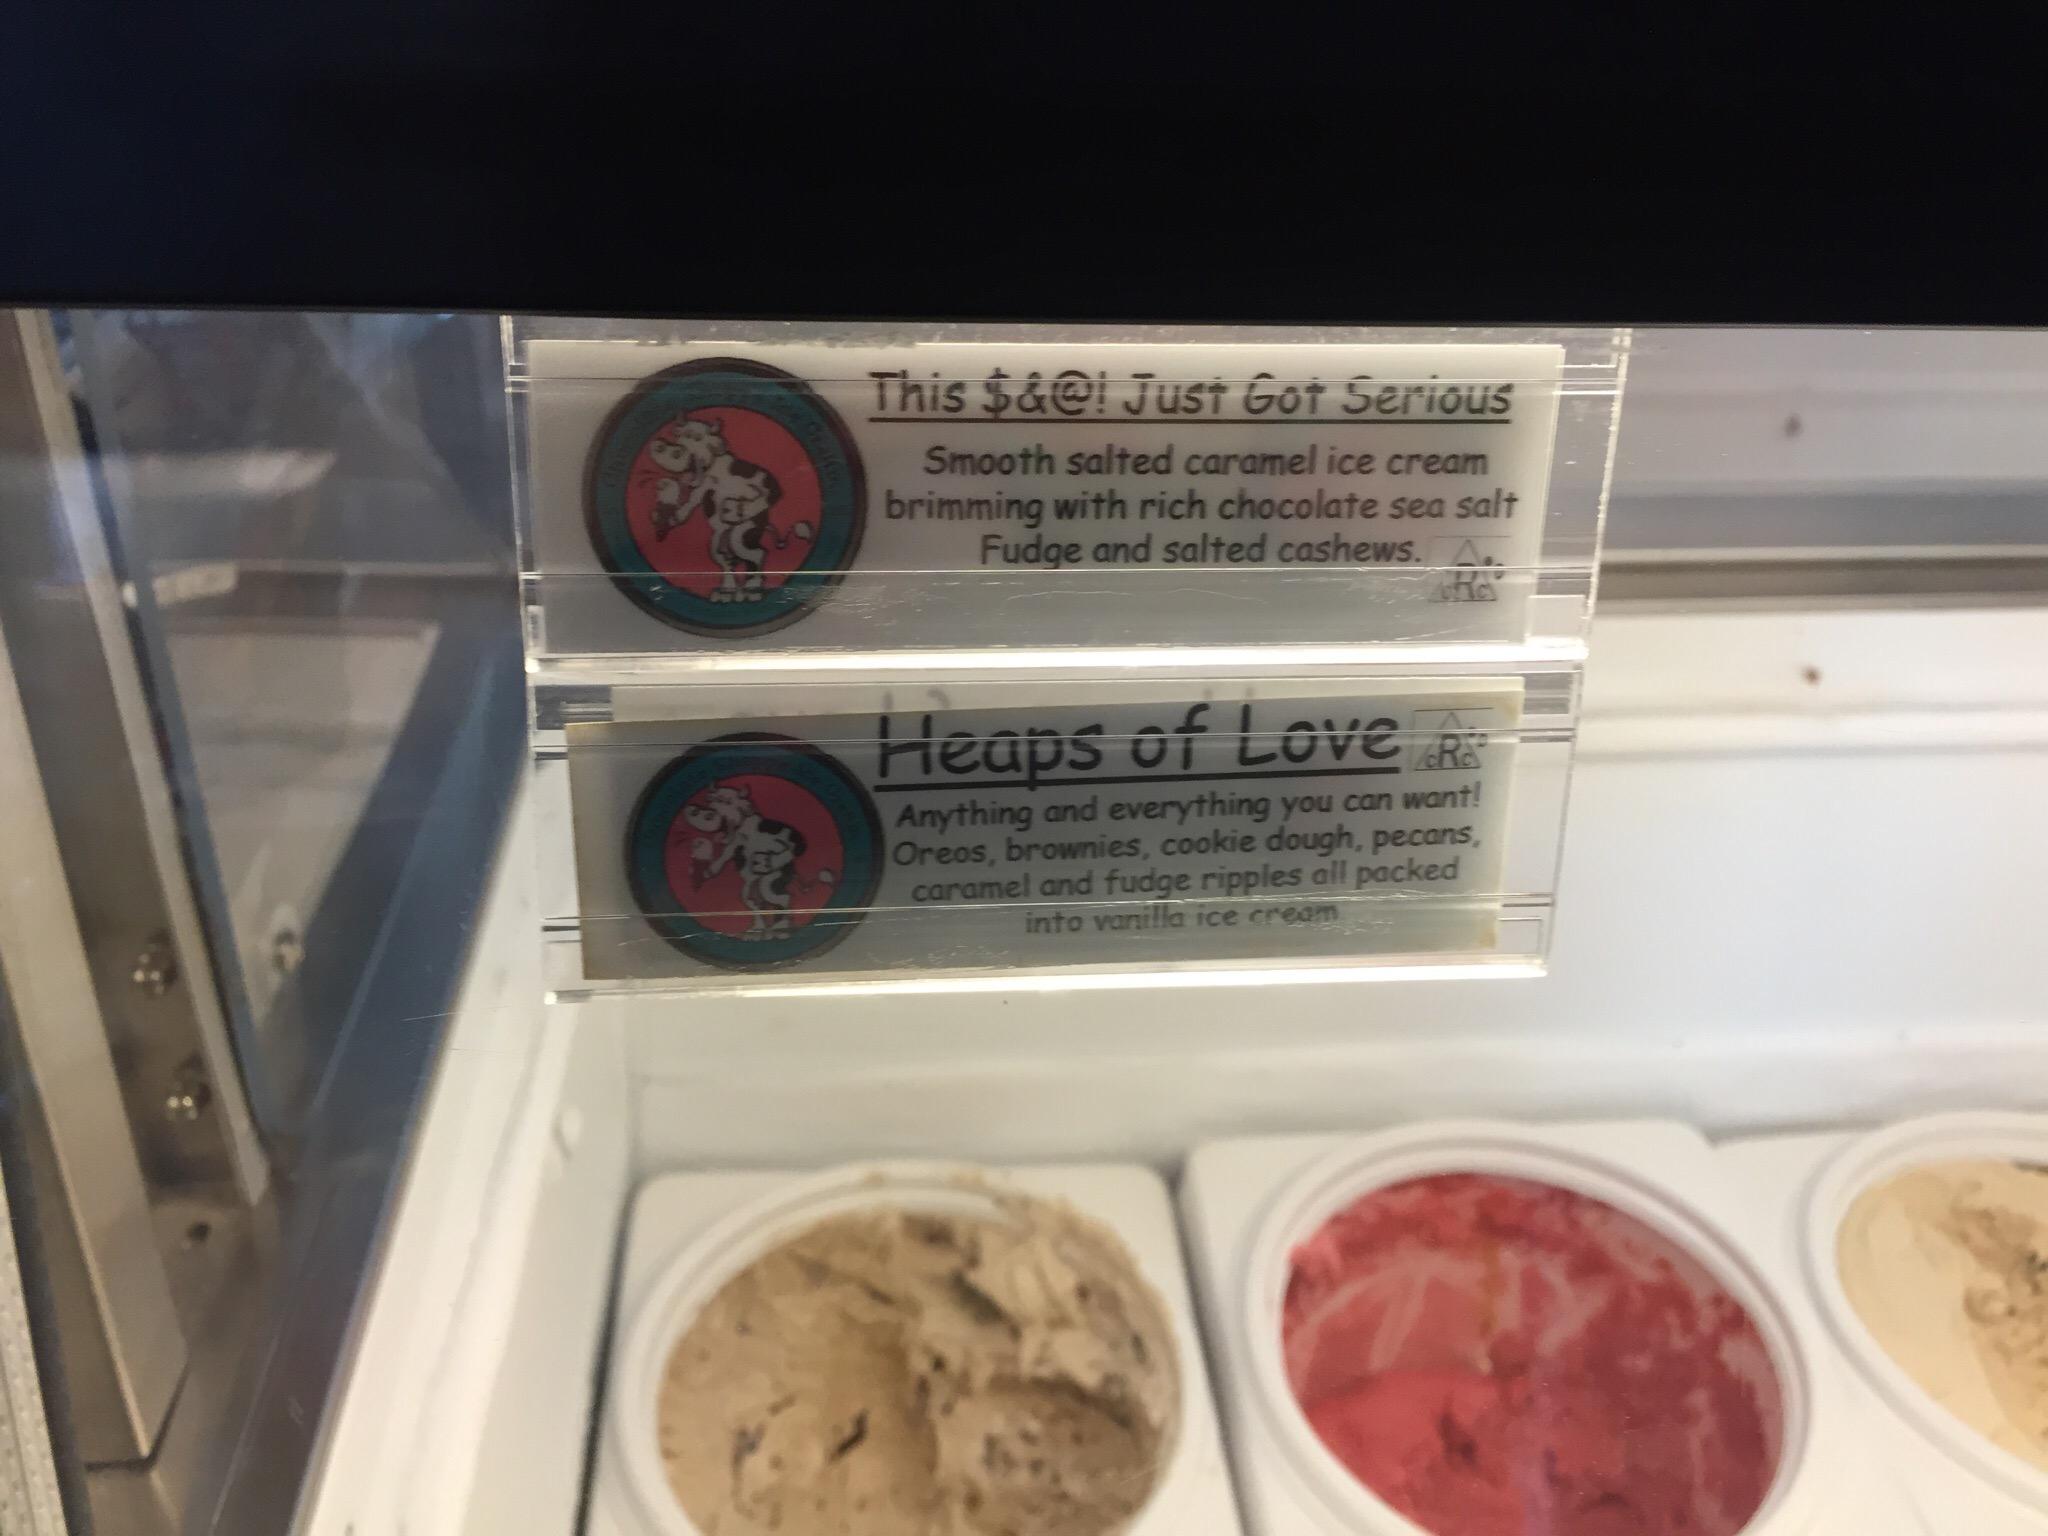 This $&@! Just Got Serious
Smooth salted caramel ice cream
brimming with rich chocolate sea salt
Fudge and salted cashews.
Heaps of Love
Anything and everything you can want!
Oreos, brownies, cookie dough, pecans,
caramel and fudge ripples all packed
into vanilla ice cream